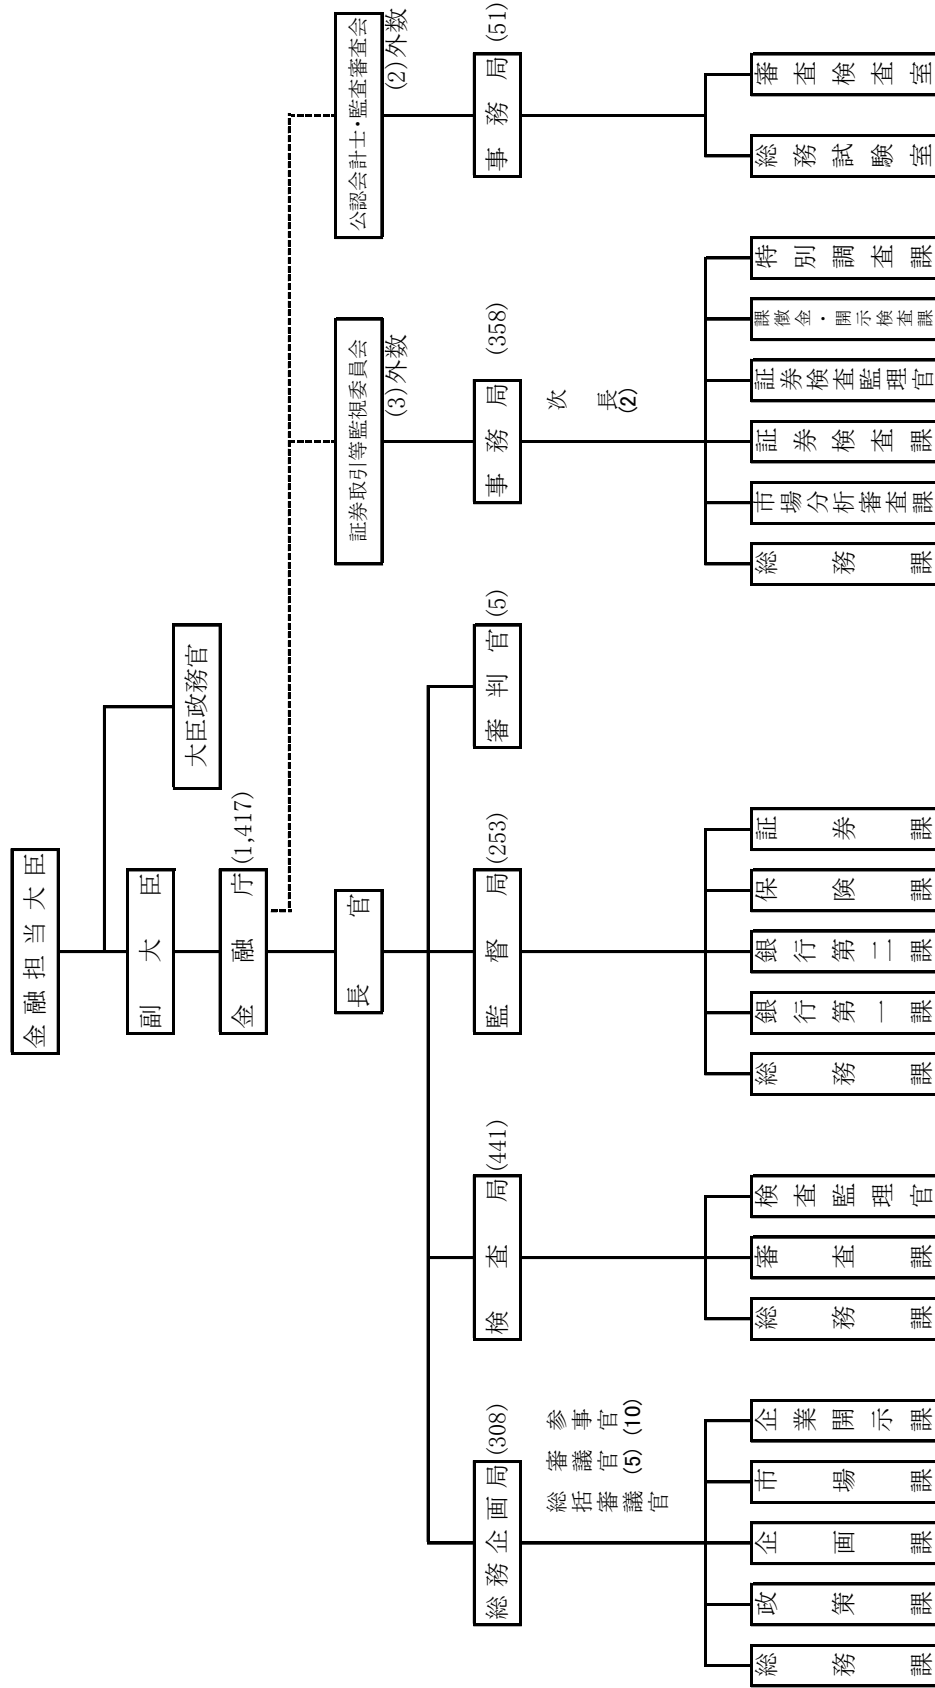 金融担当大臣
大臣政務官
副大臣
金融庁 (1,417)
長官
証券取引等監視委員会
(3)外数
公認会計士・監査審査会
(2)外数
総務企画局 (308)
検査局 (441)
監督局 (253)
審判官 (5)
事務局 (358)
事務局 (51)
総括審議官
審議官(5)
参事官(10)
次長(2)
総務課
政策課
企画課
市場課
企業開示課
総務課
審査課
検査監理官
総務課
銀行第一課
銀行第二課
保険課
証券課
総務課
市場分析審査課
証券検査課
証券検査監理官
課徴金・開示検査課
特別調査課
総務試験室
審査検査室